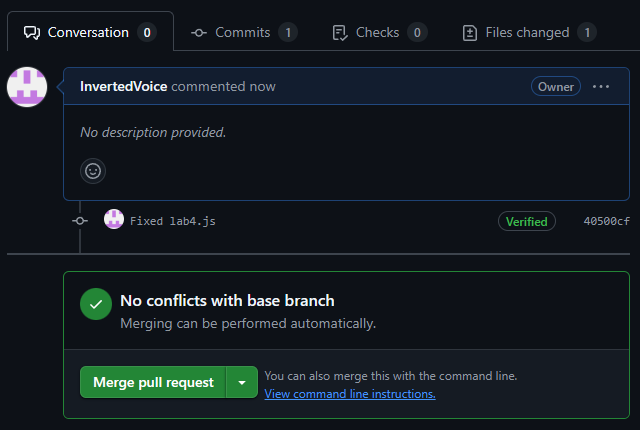 Conversation 0 Commits 1 Checks 0 Files changed 1
InvertedVoice commented now Owner
No description provided.
Fixed lab4.js Verified 40500cf
No conflicts with base branch
Merging can be performed automatically.
Merge pull request You can also merge this with the command line.
View command line instructions.